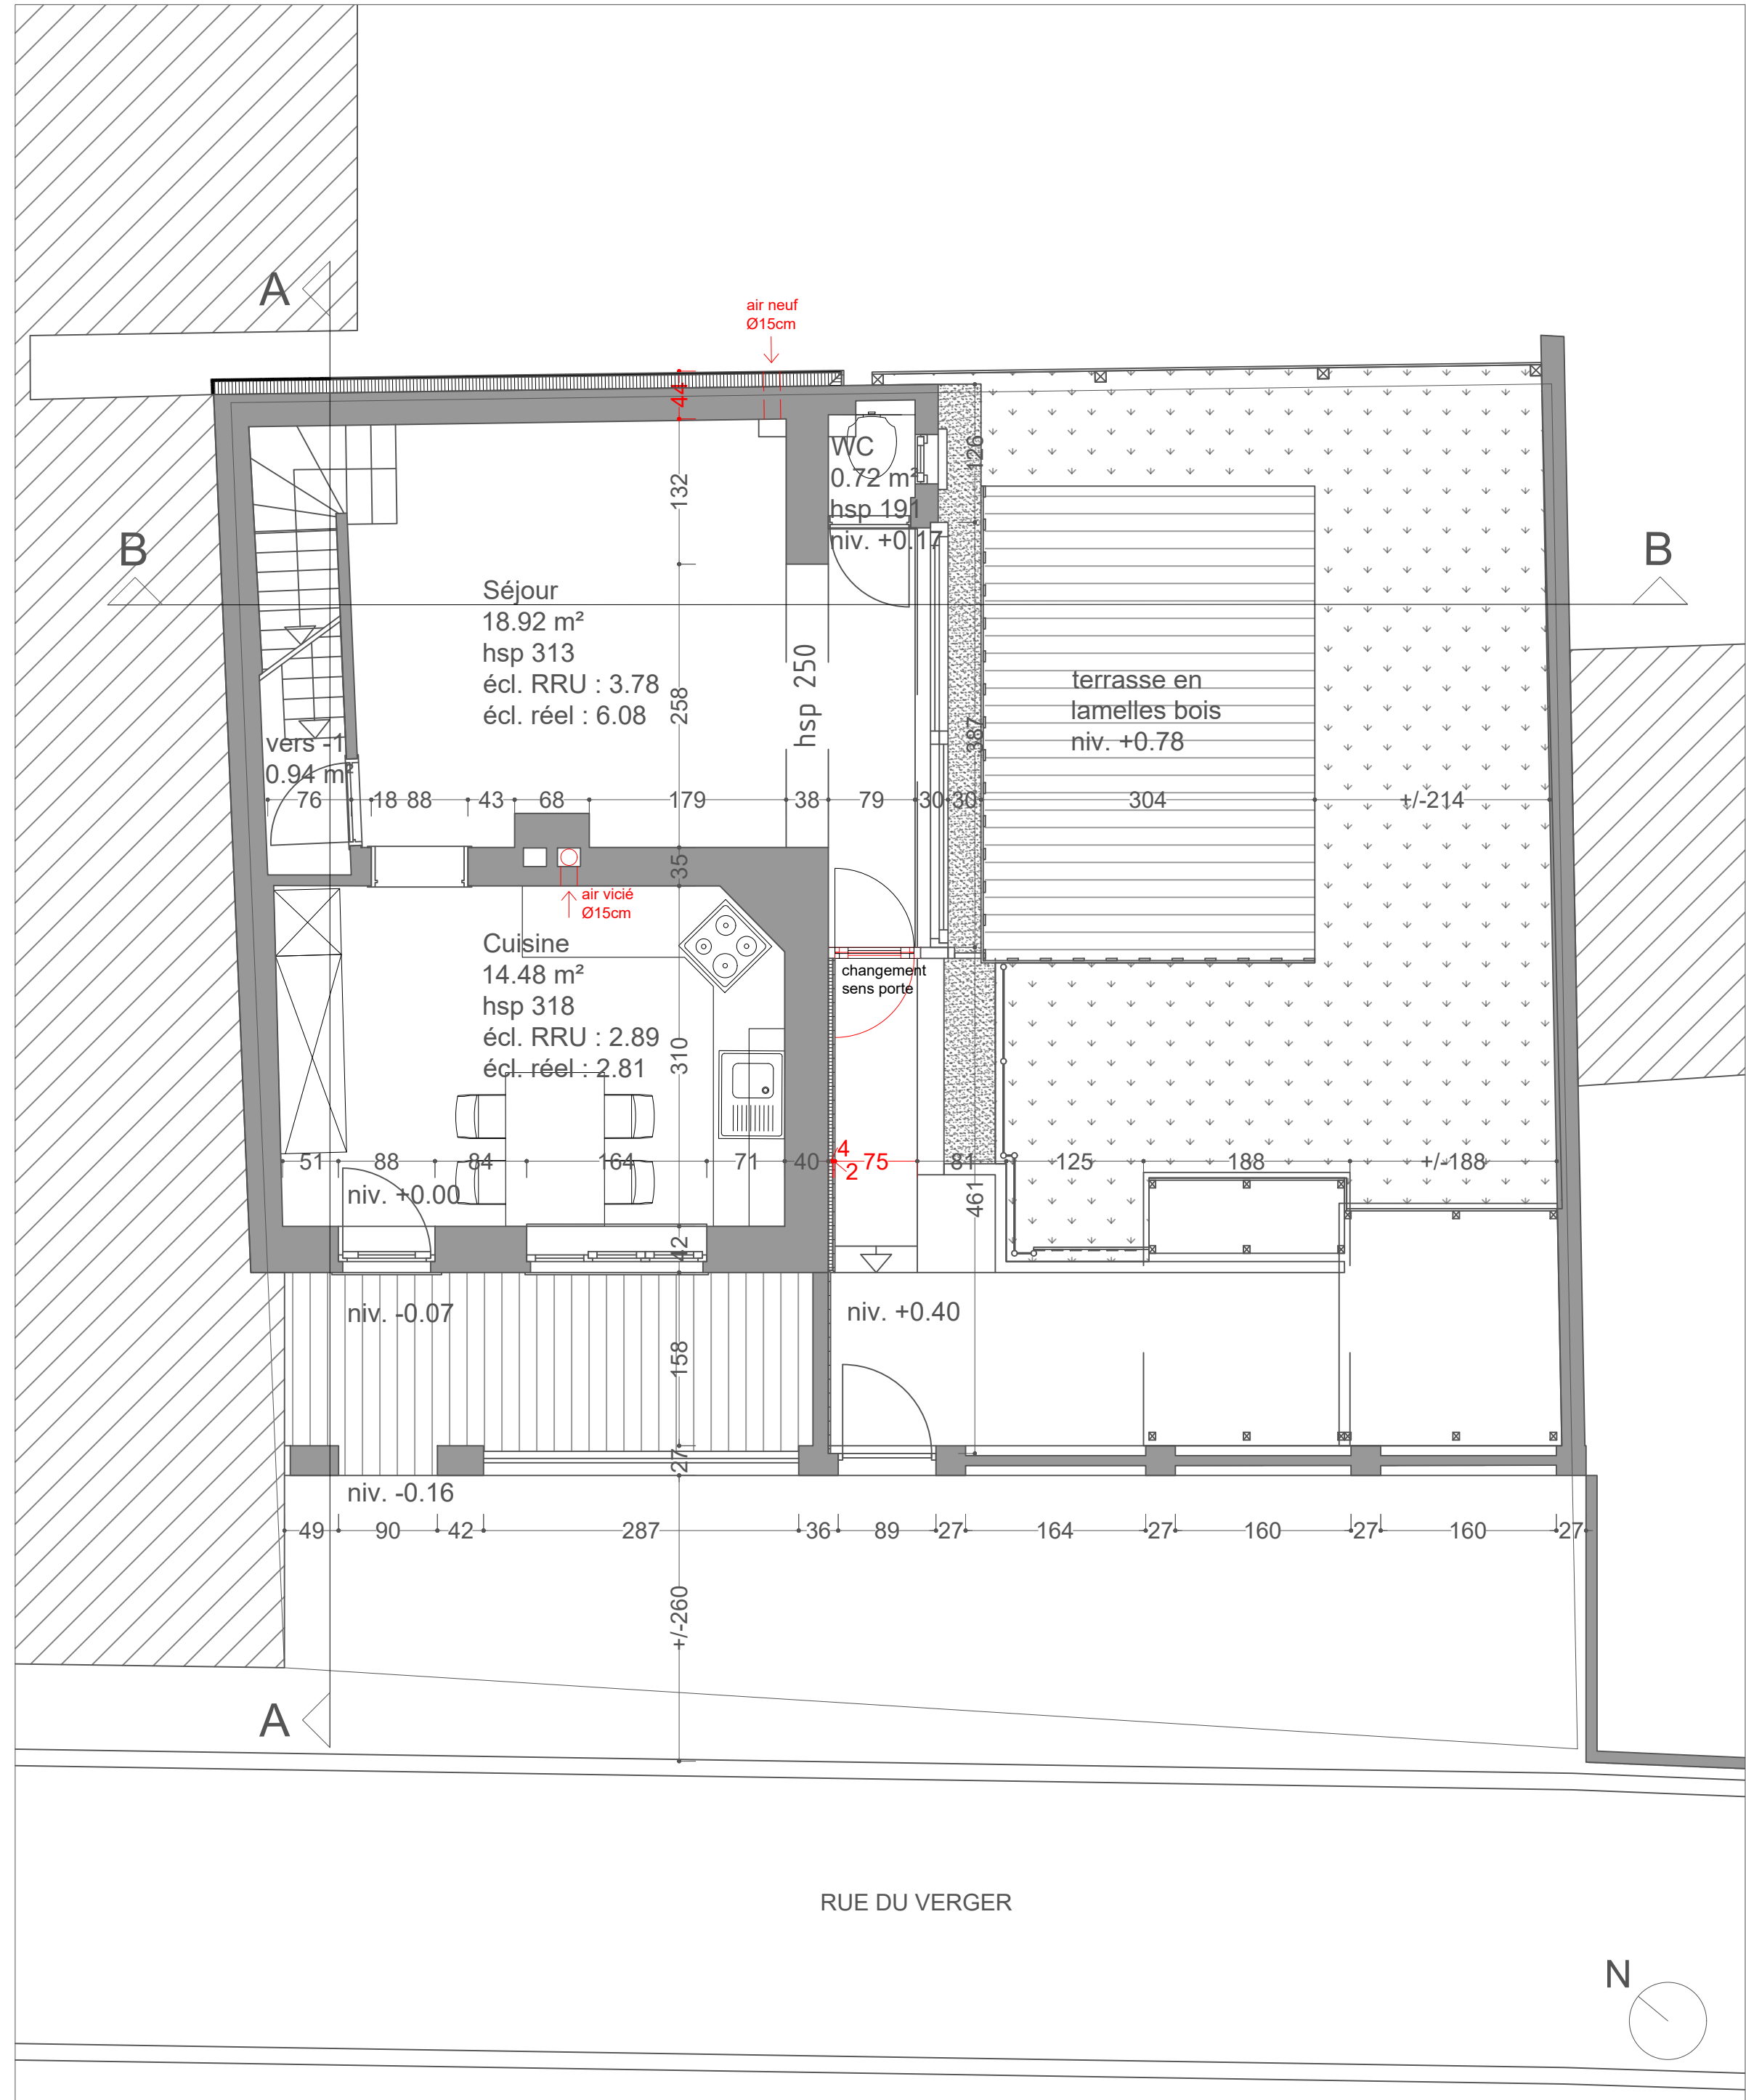 A
air neuf
Ø15cm
44
132
126
WC
0.72 m²
hsp 191
niv. +0.17
B
B
Séjour
18.92 m²
hsp 313
écl. RRU : 3.78
écl. réel : 6.08
258
hsp 250
387
terrasse en
lamelles bois
niv. +0.78
vers -1
0.94 m²
76
18
88
43
68
179
38
79
30
30
304
+/-214
35
air vicié
Ø15cm
Cuisine
14.48 m²
hsp 318
écl. RRU : 2.89
écl. réel : 2.81
310
changement
sens porte
51
88
84
164
71
40
4
2
75
81
125
188
+/-188
461
niv. +0.00
42
niv. -0.07
158
niv. +0.40
27
niv. -0.16
49
90
42
287
36
89
27
164
27
160
27
160
27
+/-260
A
RUE DU VERGER
N